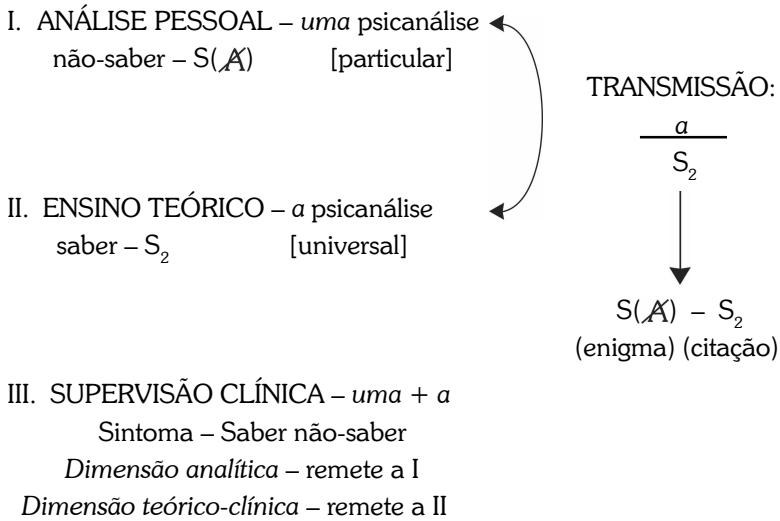 I. ANÁLISE PESSOAL – uma psicanálise
não-saber – S(Ⱥ) [particular]
II. ENSINO TEÓRICO – a psicanálise
saber – S₂ [universal]
III. SUPERVISÃO CLÍNICA – uma + a
Sintoma – Saber não-saber
Dimensão analítica – remete a I
Dimensão teórico-clínica – remete a II
TRANSMISSÃO:
a
S₂
S(Ⱥ) – S₂
(enigma) (citação)